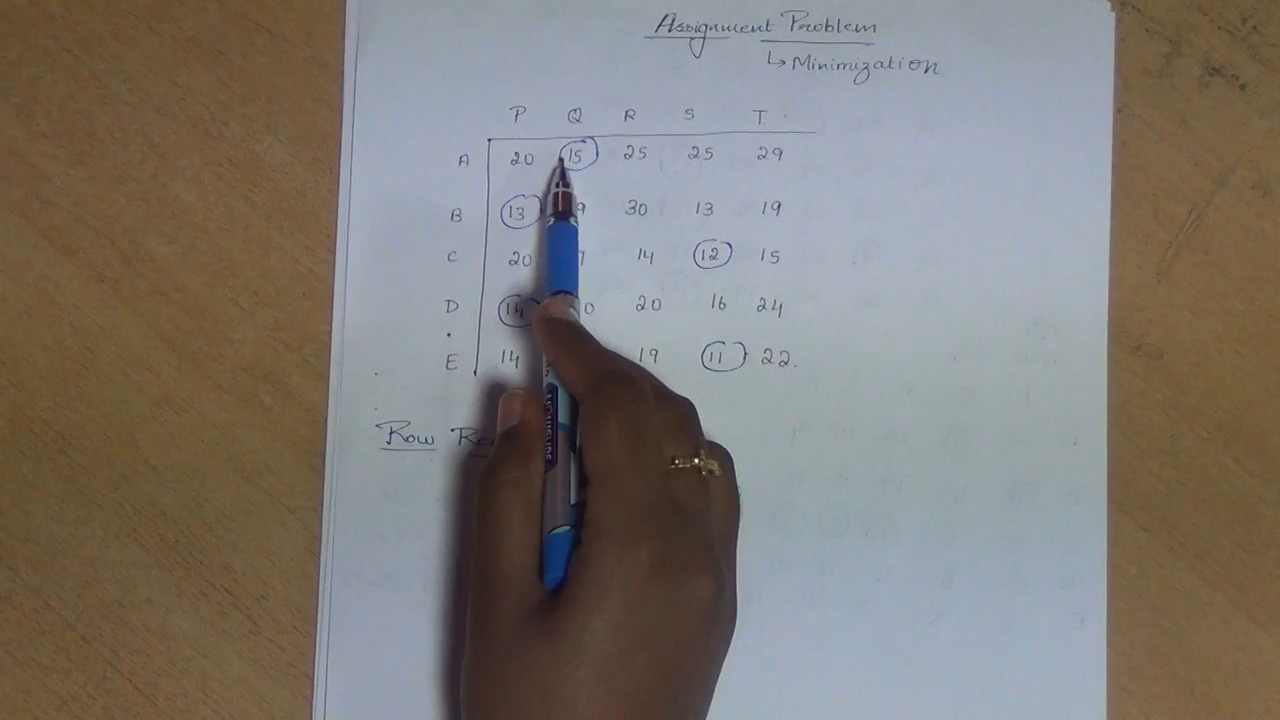 Assignment Problem
↳ Minimization
P Q R S T
A 20 15 25 25 29
B 13 30 13 19
C 20 14 12 15
D 14 20 16 24
E 14 19 11 22.
Row